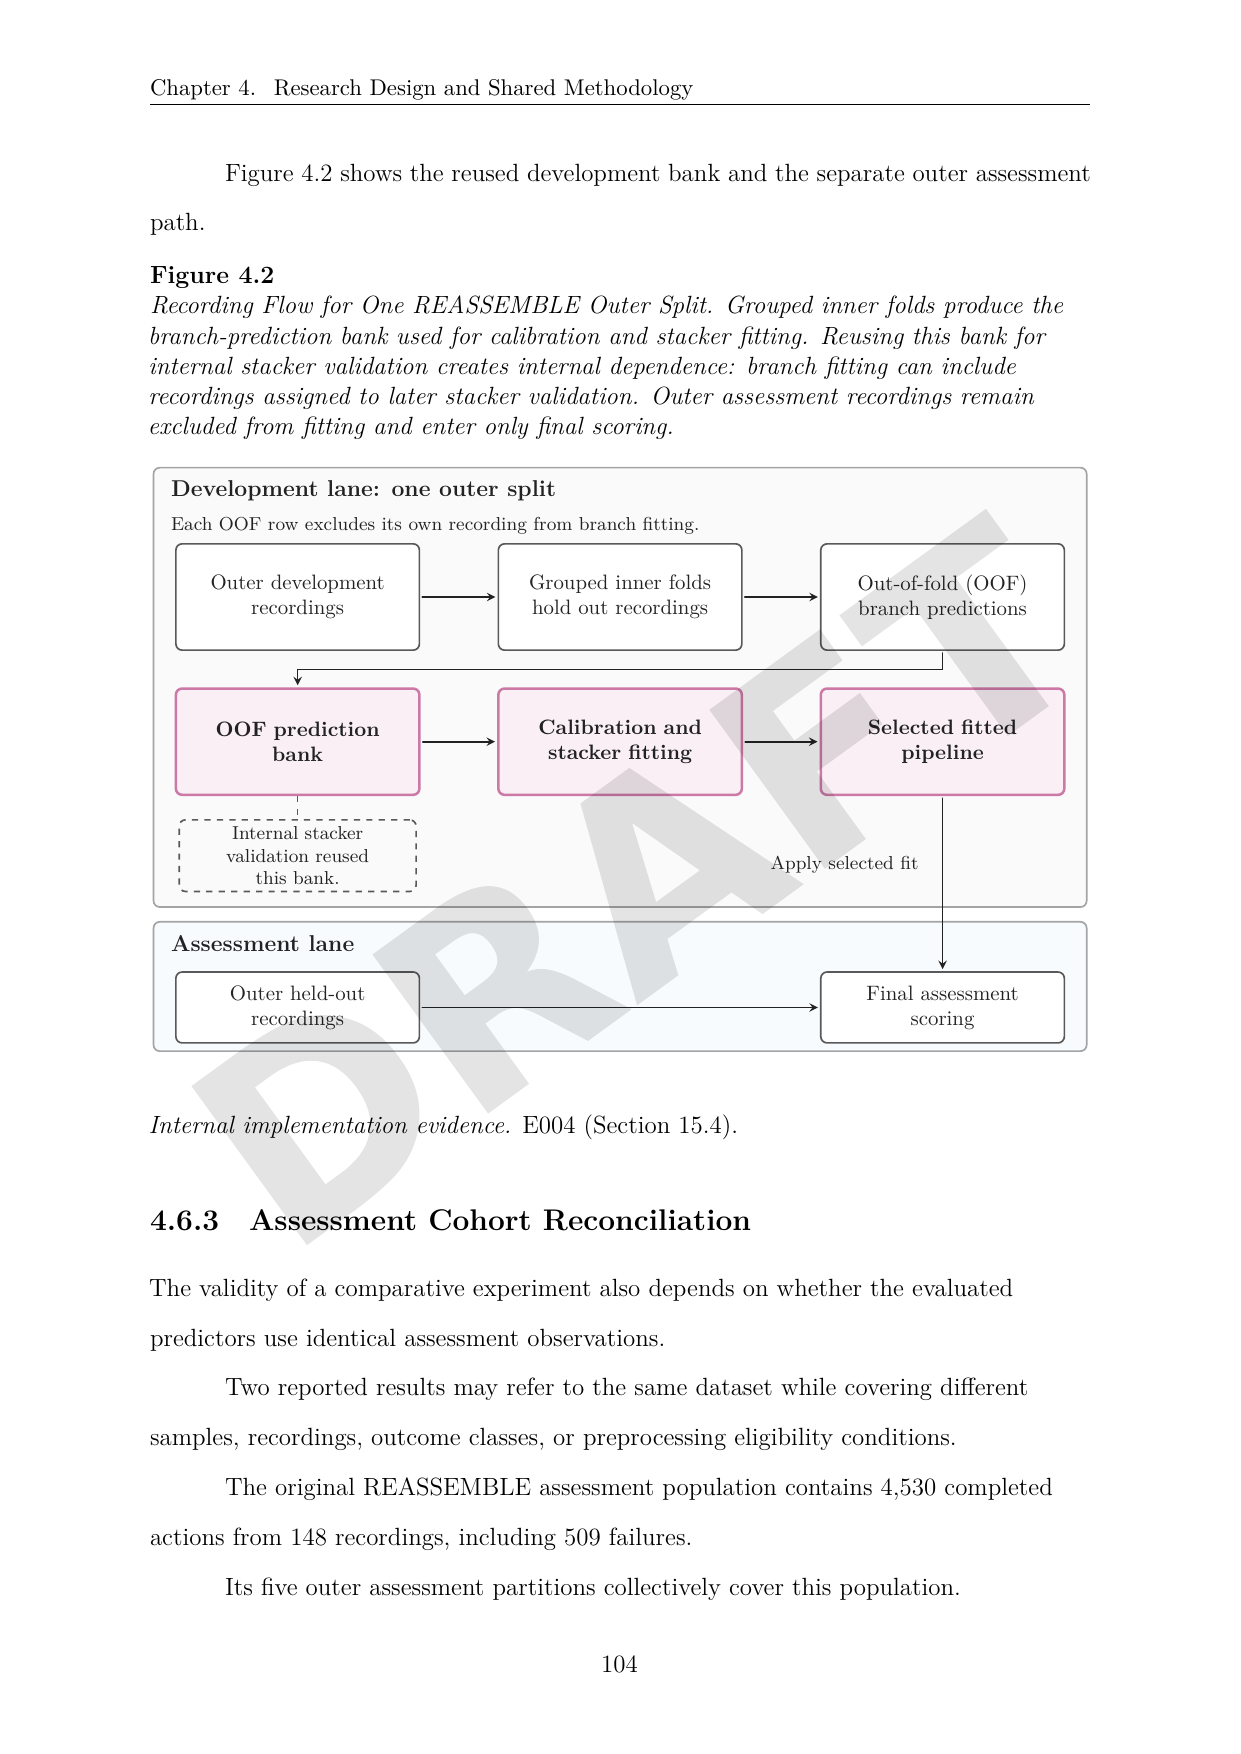 Chapter 4. Research Design and Shared Methodology
Figure 4.2 shows the reused development bank and the separate outer assessment
path.
Figure 4.2
Recording Flow for One REASSEMBLE Outer Split. Grouped inner folds produce the
branch-prediction bank used for calibration and stacker fitting. Reusing this bank for
internal stacker validation creates internal dependence: branch fitting can include
recordings assigned to later stacker validation. Outer assessment recordings remain
excluded from fitting and enter only final scoring.
Development lane: one outer split
Each OOF row excludes its own recording from branch fitting.
Outer development
recordings
Grouped inner folds
hold out recordings
Out-of-fold (OOF)
branch predictions
OOF prediction
bank
Calibration and
stacker fitting
Selected fitted
pipeline
Internal stacker
validation reused
this bank.
Apply selected fit
Assessment lane
Outer held-out
recordings
Final assessment
scoring
DRAFT
Internal implementation evidence. E004 (Section 15.4).
4.6.3 Assessment Cohort Reconciliation
The validity of a comparative experiment also depends on whether the evaluated
predictors use identical assessment observations.
Two reported results may refer to the same dataset while covering different
samples, recordings, outcome classes, or preprocessing eligibility conditions.
The original REASSEMBLE assessment population contains 4,530 completed
actions from 148 recordings, including 509 failures.
Its five outer assessment partitions collectively cover this population.
104